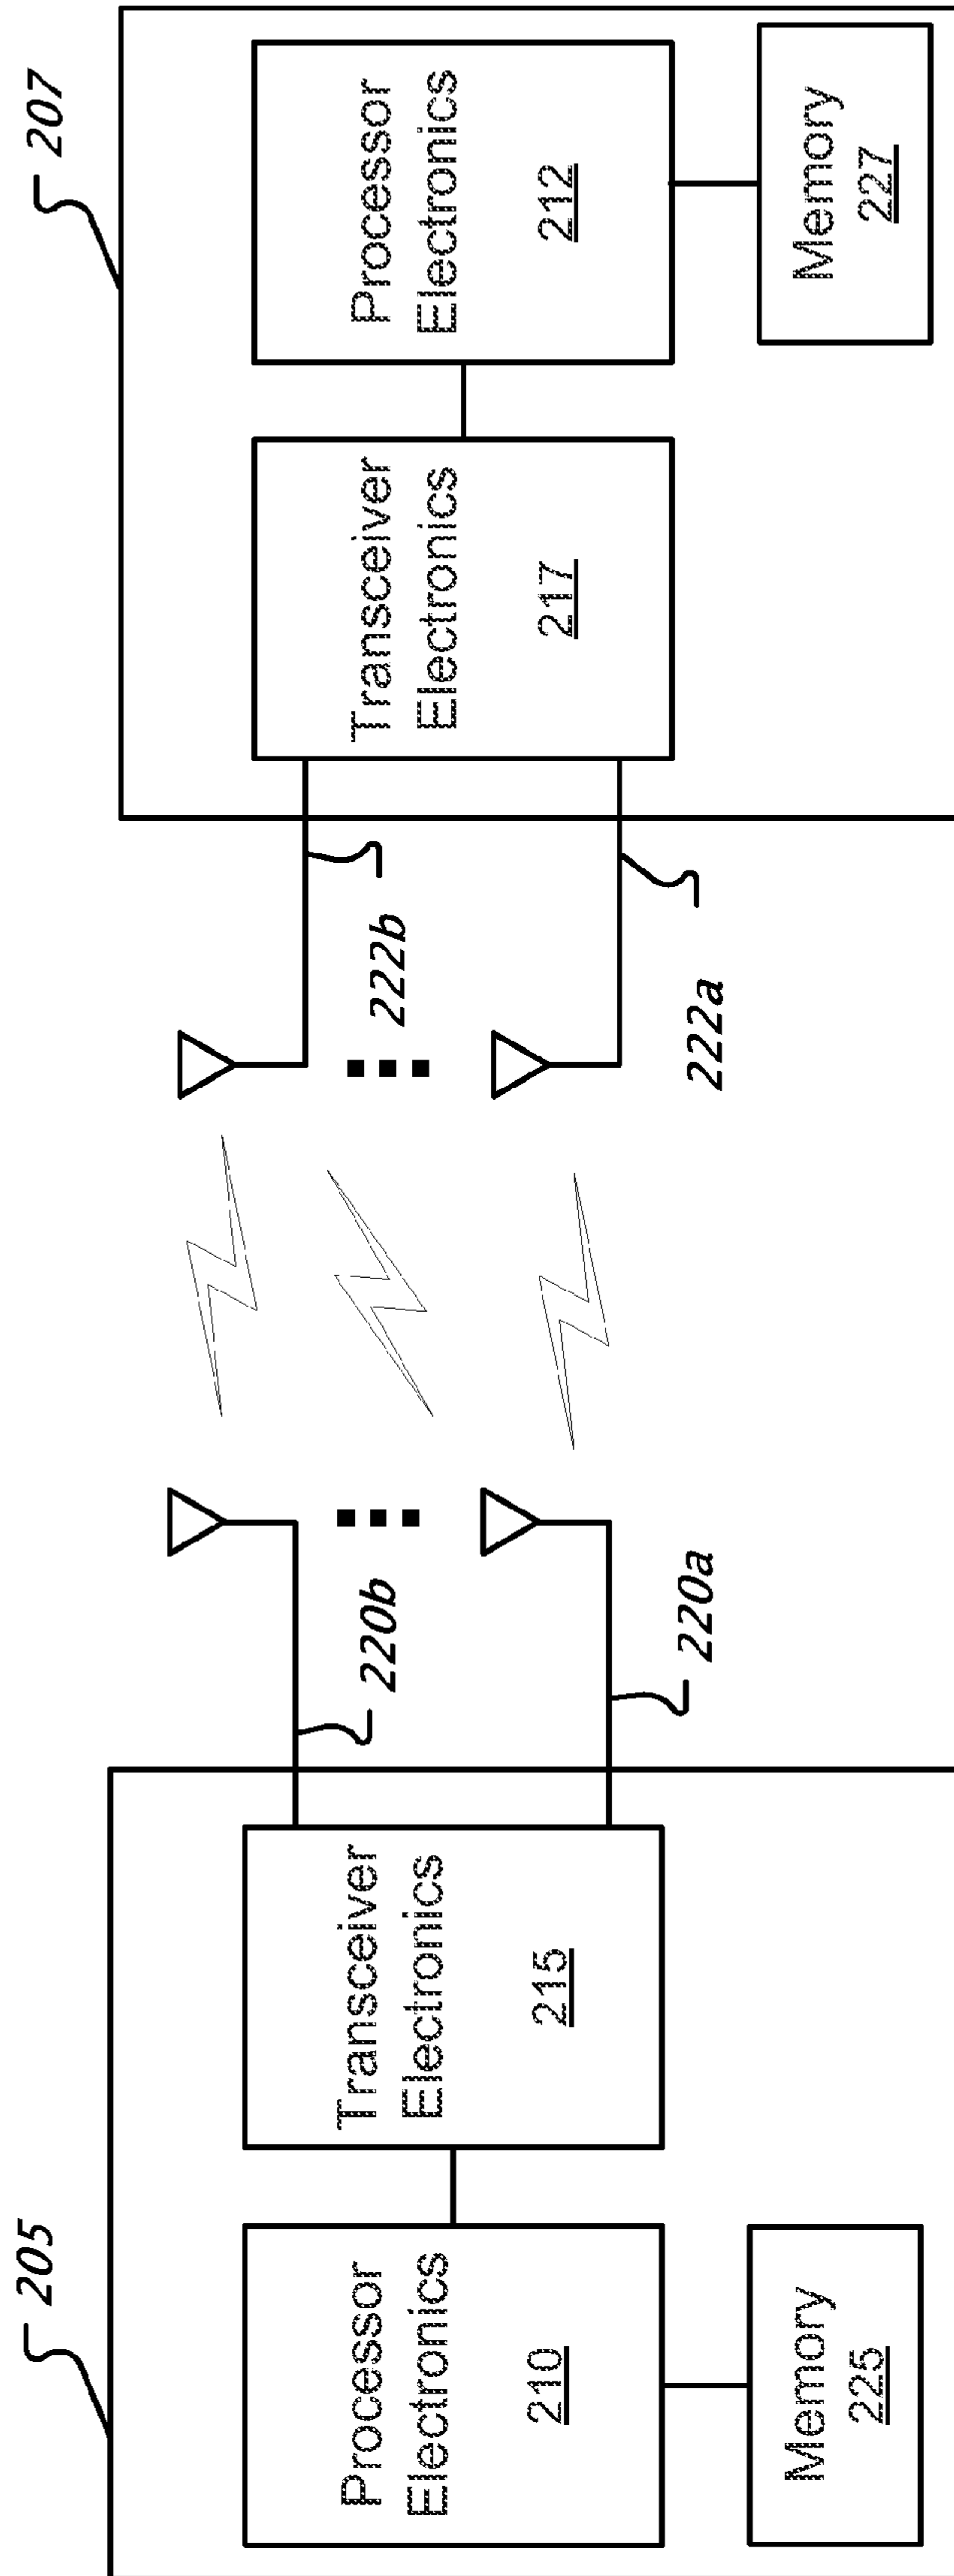 205
207
Processor
Electronics
210
Transceiver
Electronics
215
Memory
225
220b
220a
222b
222a
Transceiver
Electronics
217
Processor
Electronics
212
Memory
227